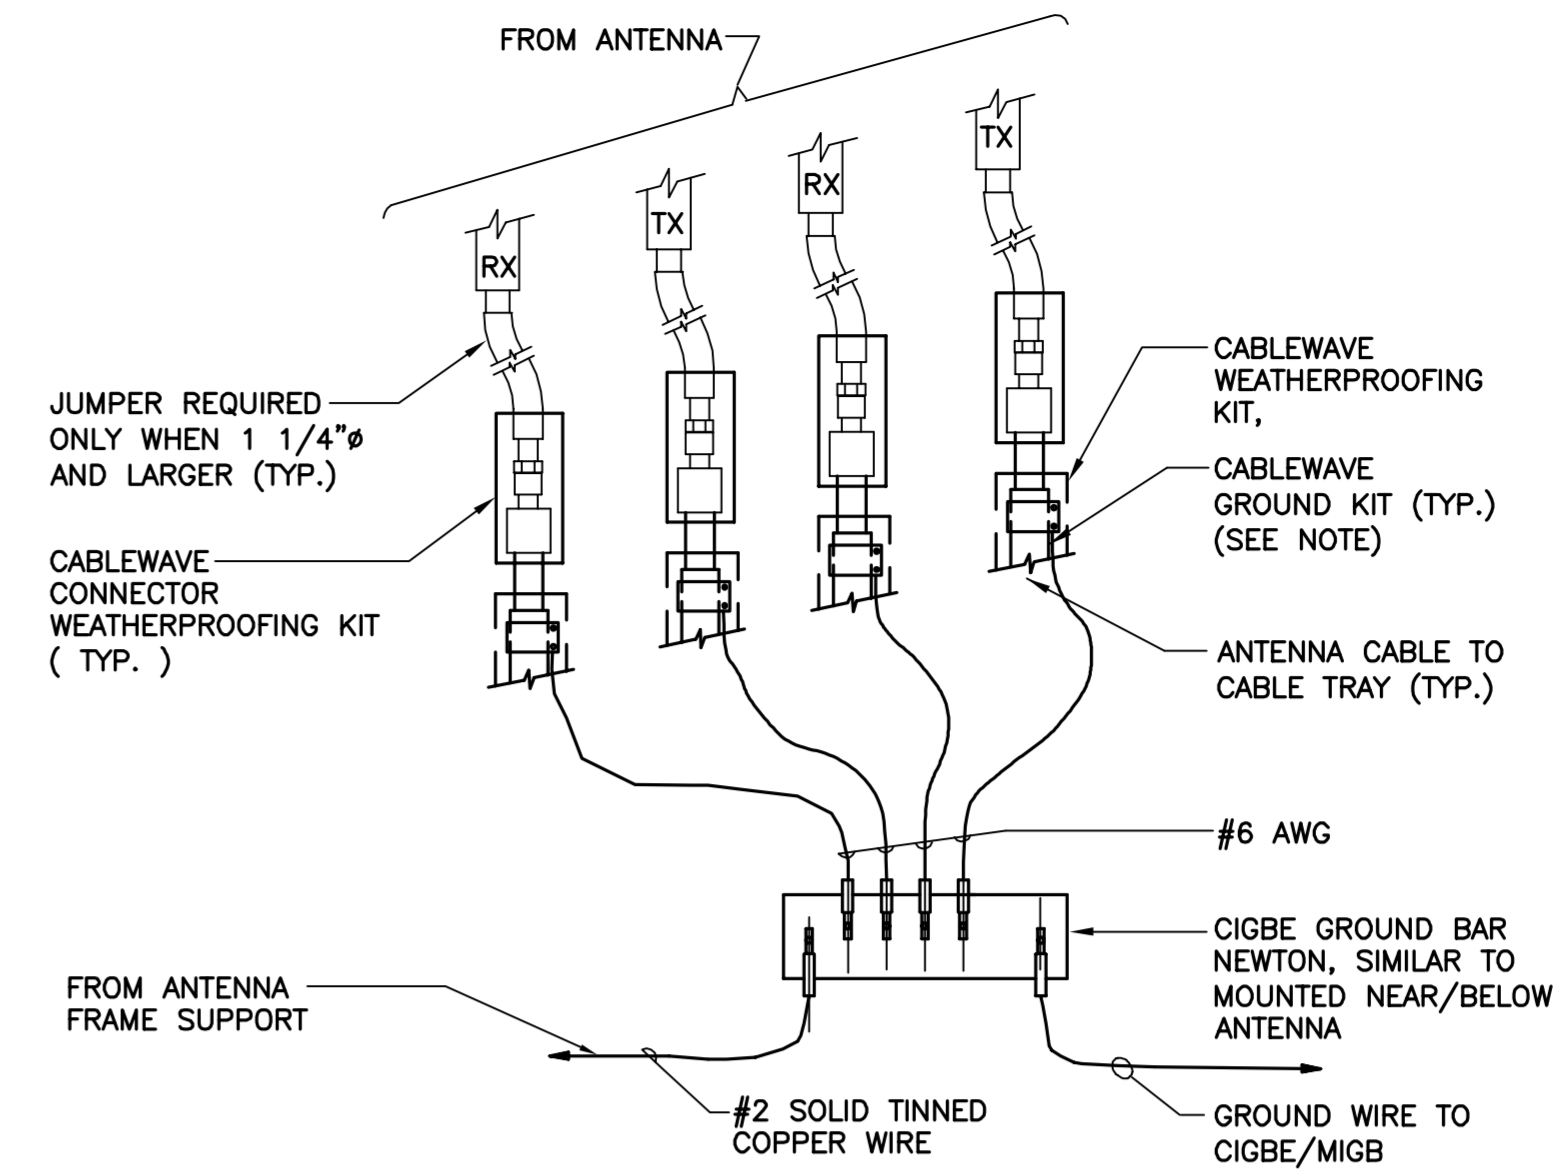 FROM ANTENNA
TX
RX
TX
RX
JUMPER REQUIRED
ONLY WHEN 1 1/4"ø
AND LARGER (TYP.)
CABLEWAVE
CONNECTOR
WEATHERPROOFING KIT
( TYP. )
CABLEWAVE
WEATHERPROOFING
KIT,
CABLEWAVE
GROUND KIT (TYP.)
(SEE NOTE)
ANTENNA CABLE TO
CABLE TRAY (TYP.)
#6 AWG
CIGBE GROUND BAR
NEWTON, SIMILAR TO
MOUNTED NEAR/BELOW
ANTENNA
FROM ANTENNA
FRAME SUPPORT
#2 SOLID TINNED
COPPER WIRE
GROUND WIRE TO
CIGBE/MIGB